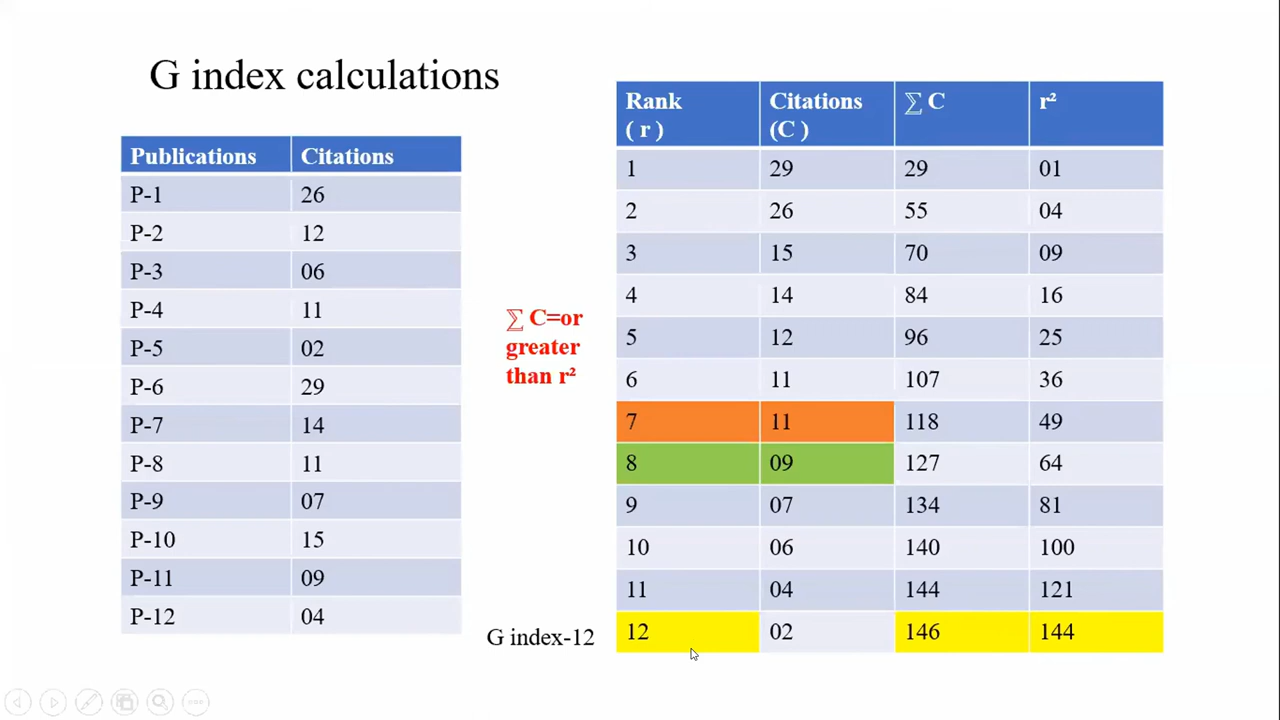 G index calculations
Publications Citations
P-1 26
P-2 12
P-3 06
P-4 11
P-5 02
P-6 29
P-7 14
P-8 11
P-9 07
P-10 15
P-11 09
P-12 04
∑ C=or
greater
than r²
Rank Citations ∑ C r²
( r ) (C )
1 29 29 01
2 26 55 04
3 15 70 09
4 14 84 16
5 12 96 25
6 11 107 36
7 11 118 49
8 09 127 64
9 07 134 81
10 06 140 100
11 04 144 121
G index-12 12 02 146 144